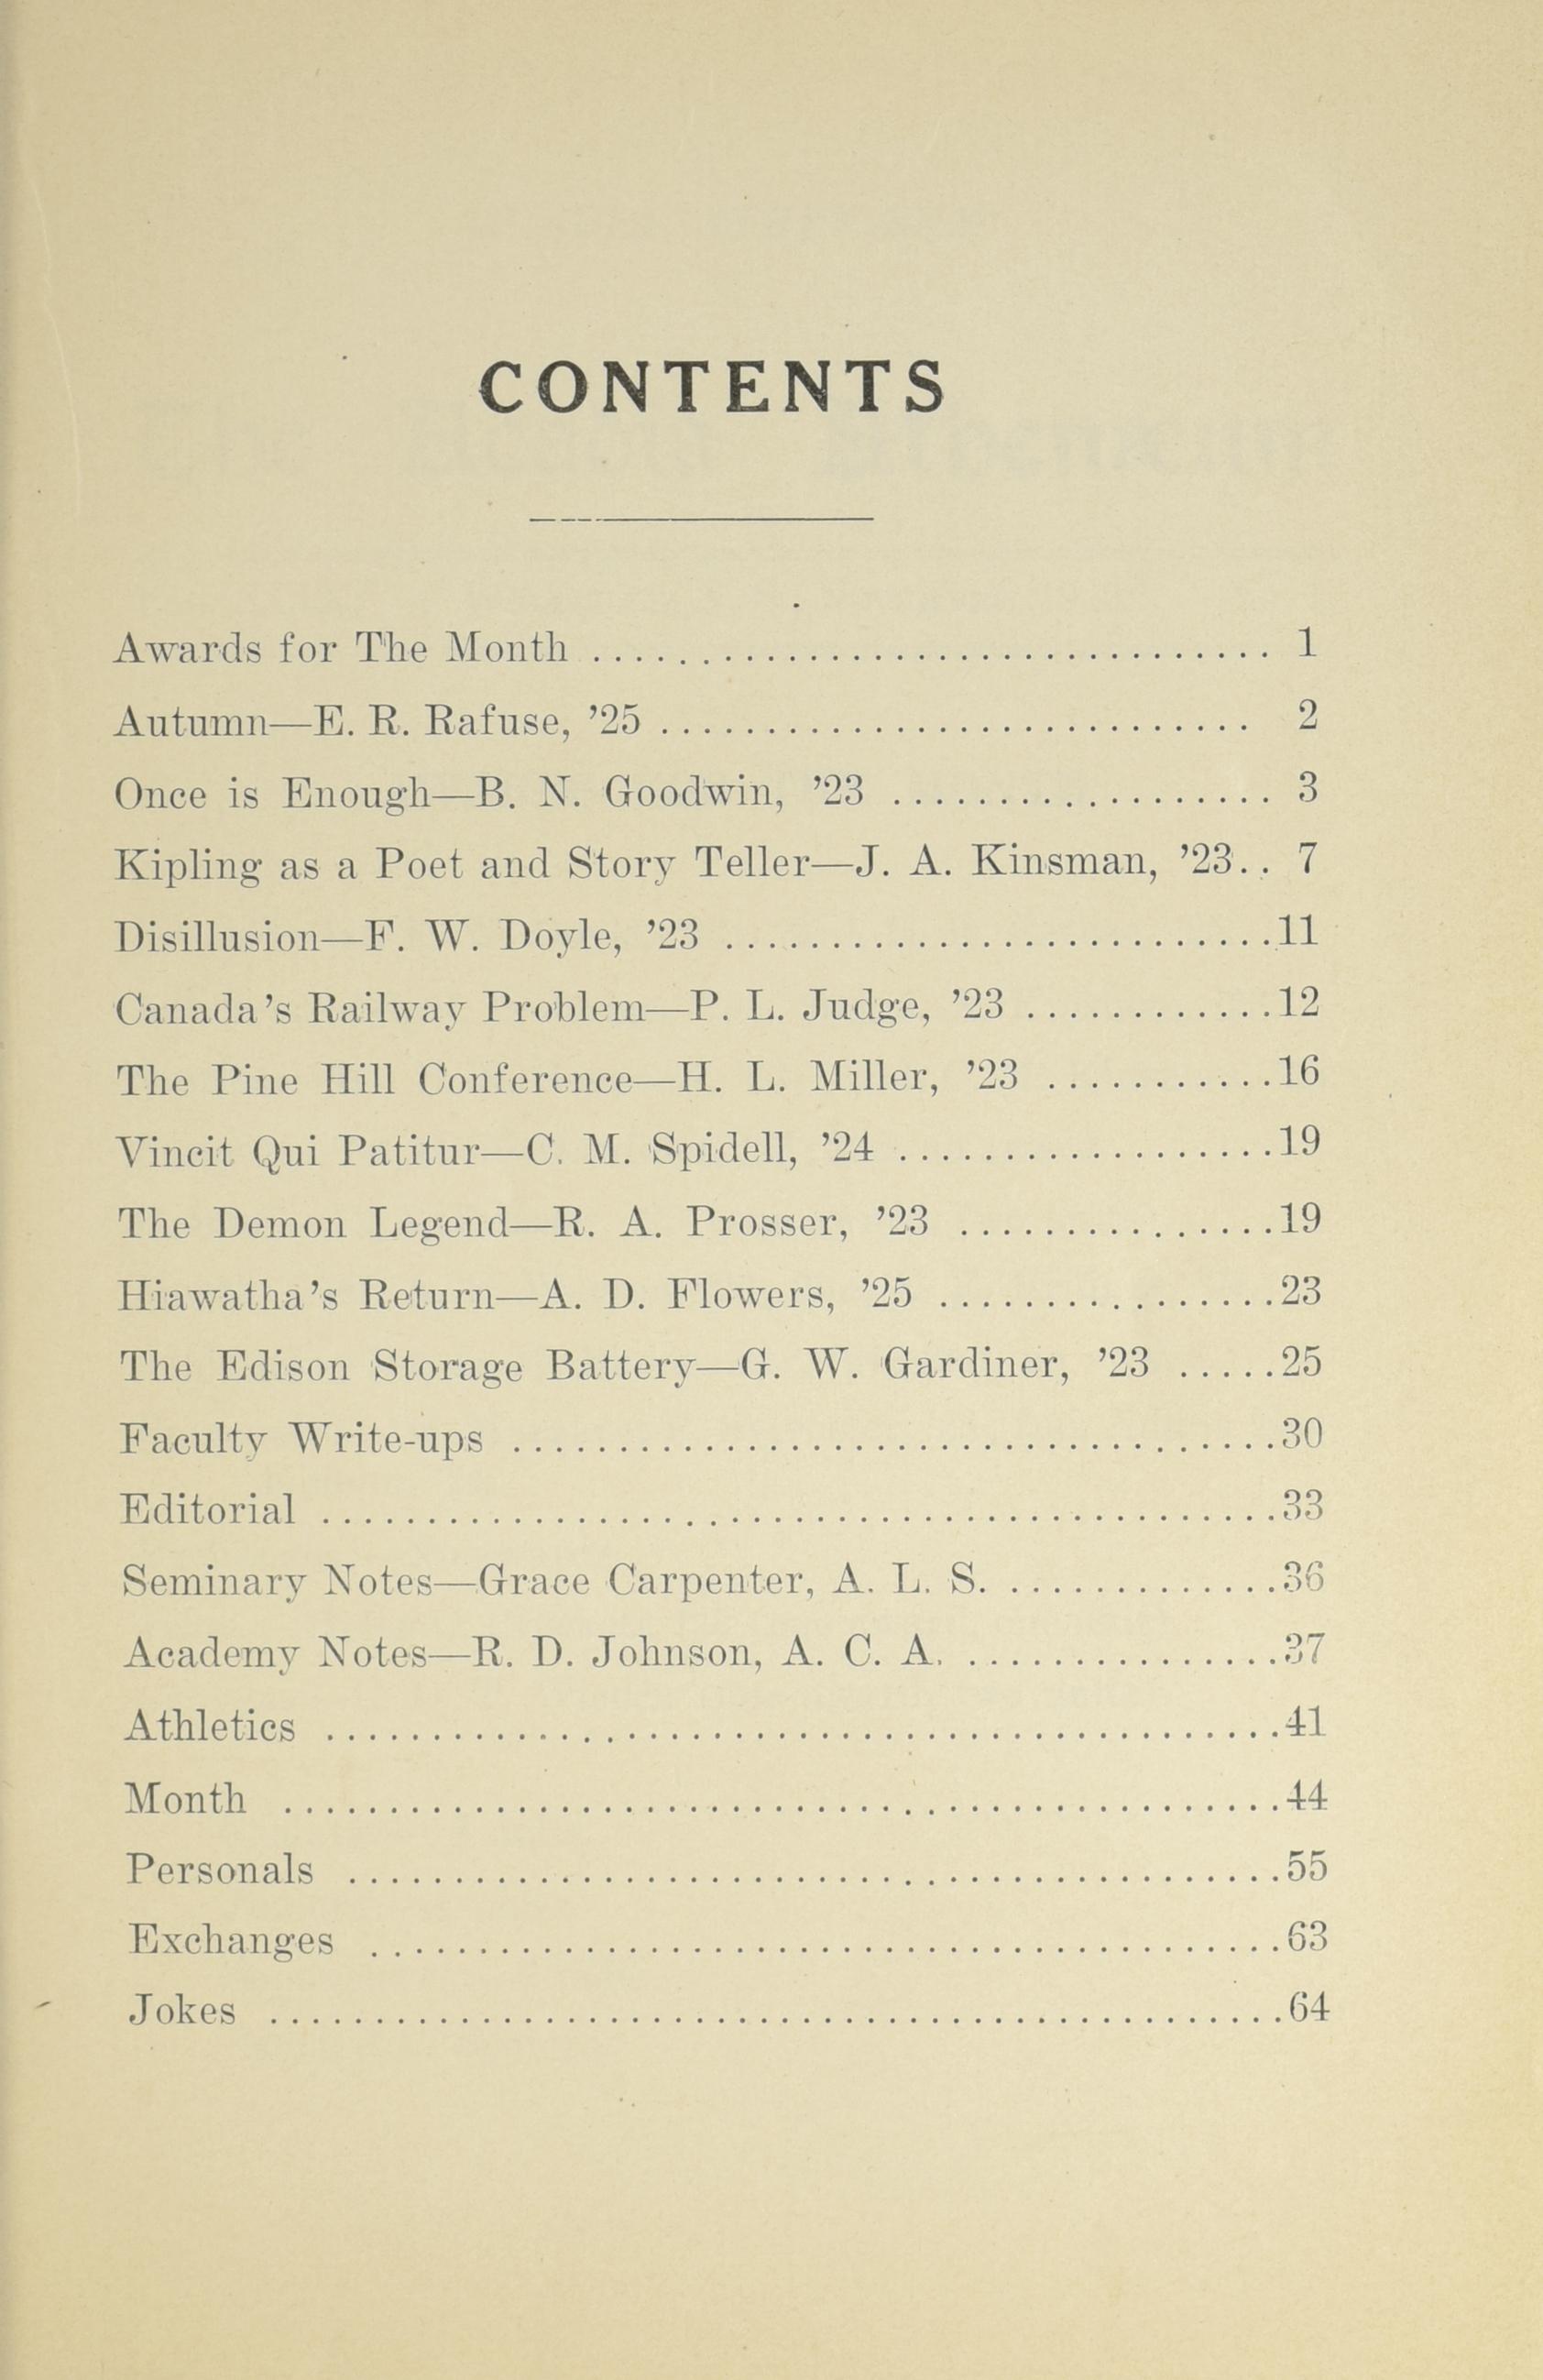 CONTENTS
Awards for The Month ................................ 1
Autumn—E. R. Rafuse, ’25 ............................ 2
Once is Enough—B. N. Goodwin, ’23 .................. 3
Kipling as a Poet and Story Teller—J. A. Kinsman, ’23.. 7
Disillusion—F. W. Doyle, ’23 ..........................11
Canada’s Railway Problem—P. L. Judge, ’23 ............12
The Pine Hill Conference—H. L. Miller, ’23 ...........16
Vincit Qui Patitur—C. M. Spidell, ’24 ..................19
The Demon Legend—R. A. Prosser, ’23 ...............19
Hiawatha’s Return—A. D. Flowers, ’25 ................23
The Edison Storage Battery—G. W. Gardiner, ’23 .....25
Faculty Write-ups ....................................30
Editorial .............................................33
Seminary Notes—Grace Carpenter, A. L. S. .............36
Academy Notes—R. D. Johnson, A. C. A. ...............37
Athletics .............................................41
Month ...............................................44
Personals ............................................55
Exchanges ...........................................63
Jokes ................................................64